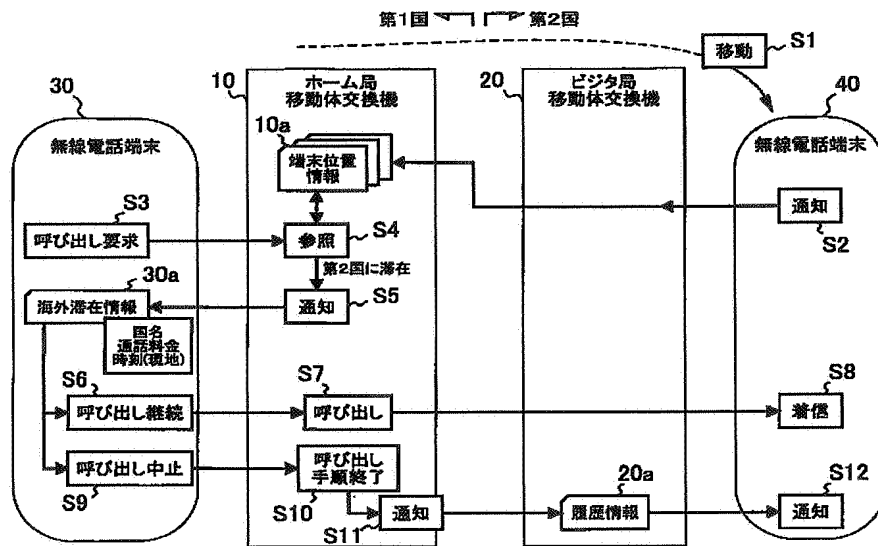 第1国 第2国
移動 S1
30
10
ホーム局
移動体交換機
20
ビジタ局
移動体交換機
40
無線電話端末
10a
端末位置
情報
無線電話端末
S3
呼び出し要求
参照 S4
通知
S2
第2国に滞在
30a
海外滞在情報
通知 S5
国名
通話料金
時刻(現地)
S6
呼び出し継続
S7
呼び出し
S8
着信
呼び出し中止
S9
呼び出し
手順終了
S10
通知
S11
20a
履歴情報
S12
通知